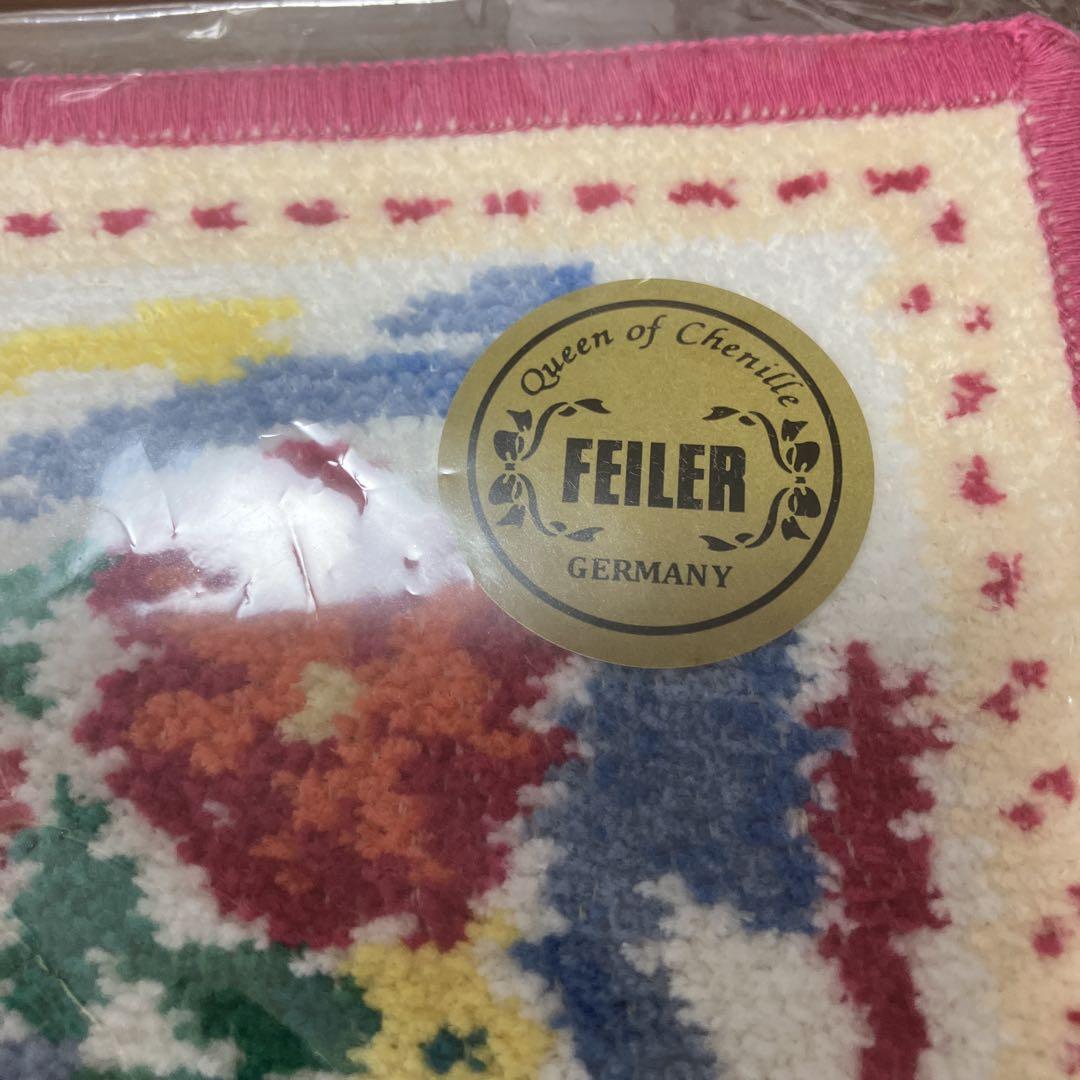 Queen of Chenille
FEILER
GERMANY